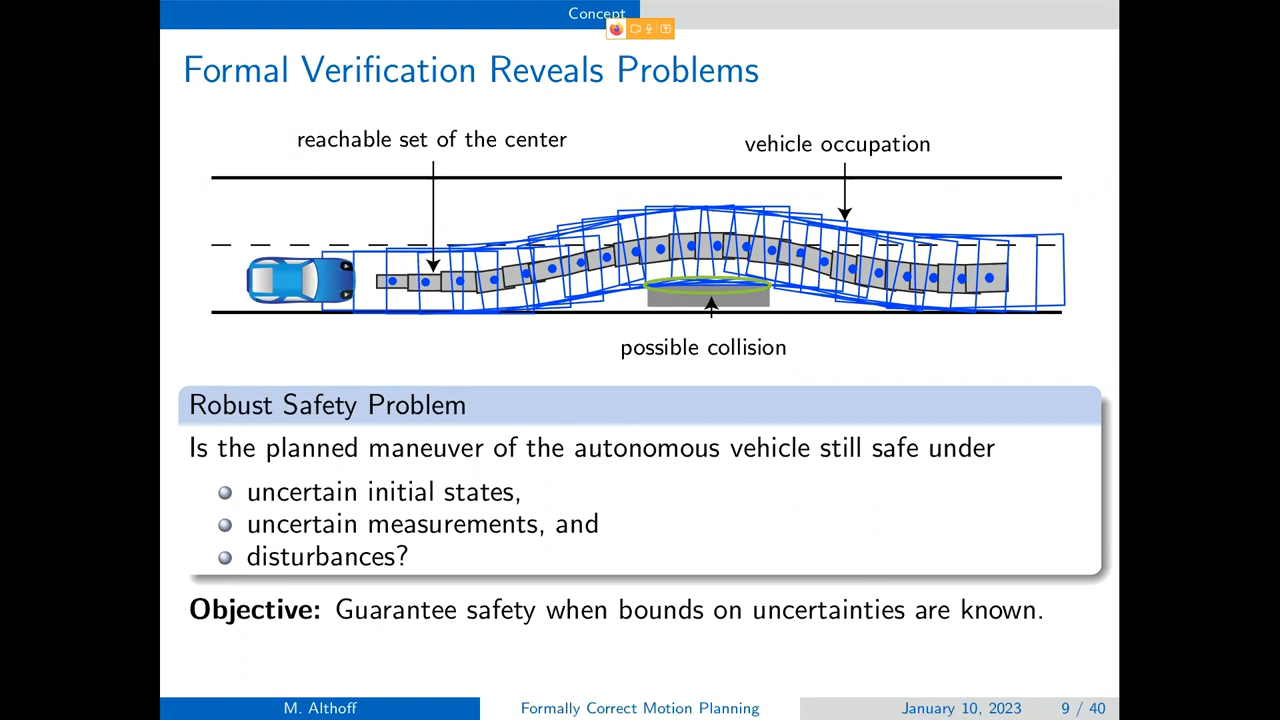 Concept
Formal Verification Reveals Problems
reachable set of the center
vehicle occupation
possible collision
Robust Safety Problem
Is the planned maneuver of the autonomous vehicle still safe under
uncertain initial states,
uncertain measurements, and
disturbances?
Objective: Guarantee safety when bounds on uncertainties are known.
M. Althoff
Formally Correct Motion Planning
January 10, 2023
9 / 40